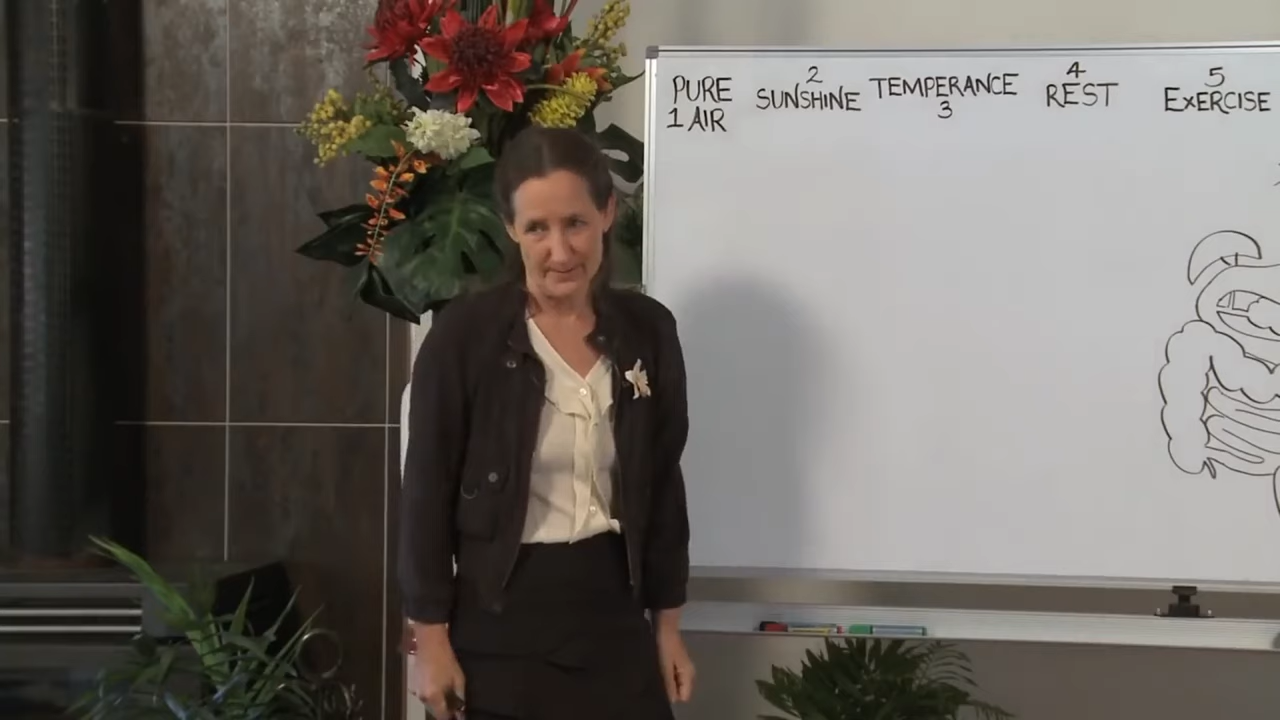 PURE
1 AIR
2
SUNSHINE
TEMPERANCE
3
4
REST
5
EXERCISE